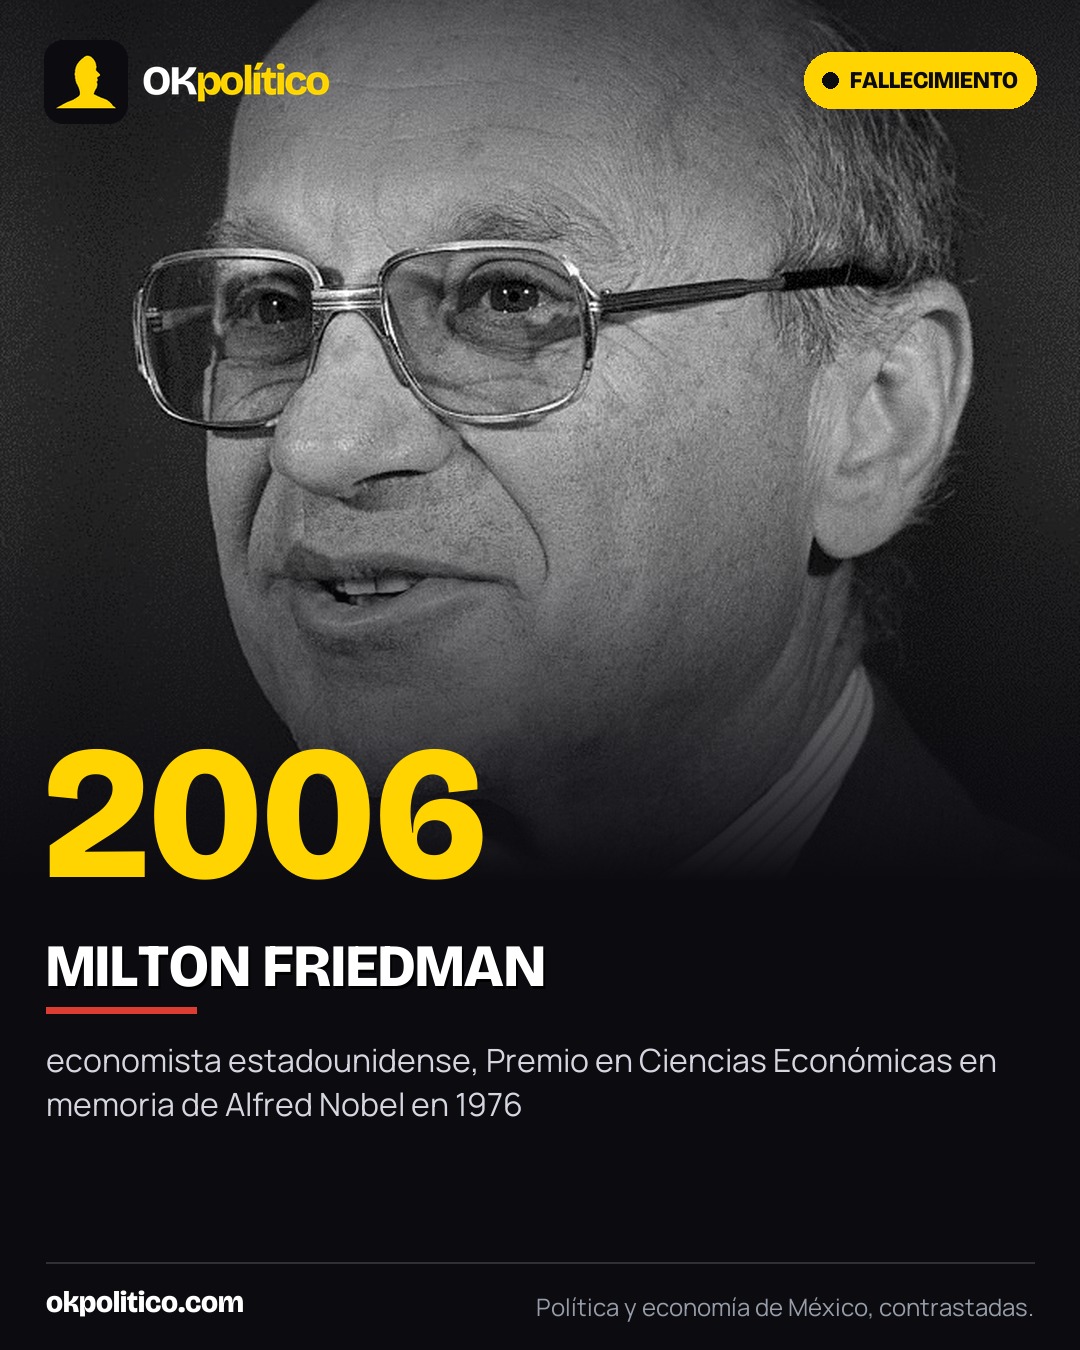 OKpolítico
FALLECIMIENTO
2006
MILTON FRIEDMAN
economista estadounidense, Premio en Ciencias Económicas en
memoria de Alfred Nobel en 1976
okpolitico.com
Política y economía de México, contrastadas.